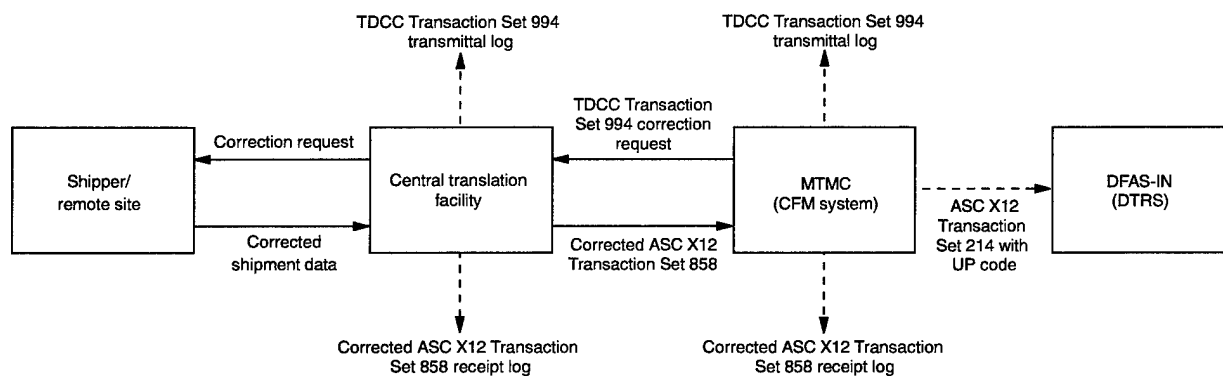 TDCC Transaction Set 994
transmittal log
TDCC Transaction Set 994
transmittal log
TDCC Transaction
Set 994 correction
request
Correction request
Shipper/
remote site
Central translation
facility
MTMC
(CFM system)
DFAS-IN
(DTRS)
Corrected
shipment data
Corrected ASC X12
Transaction Set 858
ASC X12
Transaction
Set 214 with
UP code
Corrected ASC X12 Transaction
Set 858 receipt log
Corrected ASC X12 Transaction
Set 858 receipt log